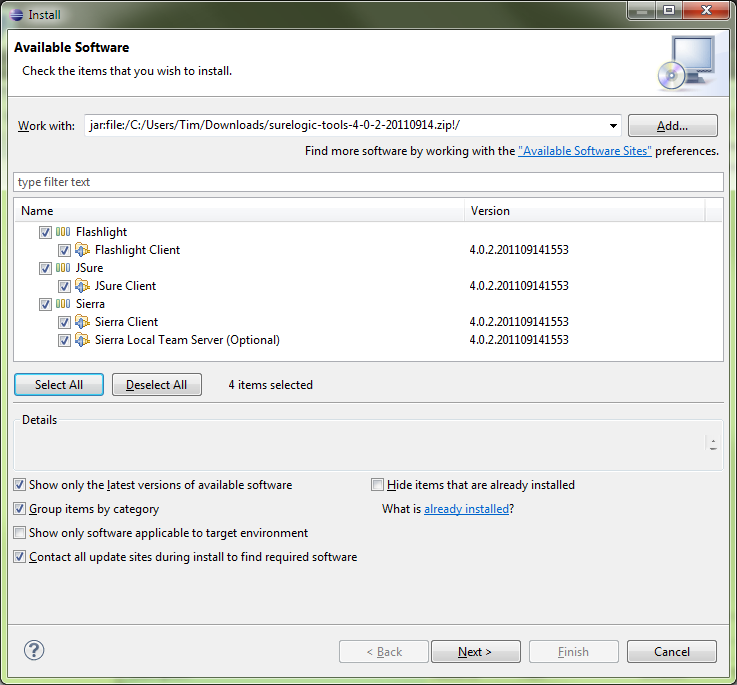 Install
Available Software
Check the items that you wish to install.
Work with: jar:file:/C:/Users/Tim/Downloads/surelogic-tools-4-0-2-20110914.zip!/ Add...
Find more software by working with the "Available Software Sites" preferences.
type filter text
Name Version
Flashlight
Flashlight Client 4.0.2.201109141553
JSure
JSure Client 4.0.2.201109141553
Sierra
Sierra Client 4.0.2.201109141553
Sierra Local Team Server (Optional) 4.0.2.201109141553
Select All Deselect All 4 items selected
Details
Show only the latest versions of available software Hide items that are already installed
Group items by category What is already installed?
Show only software applicable to target environment
Contact all update sites during install to find required software
? < Back Next > Finish Cancel